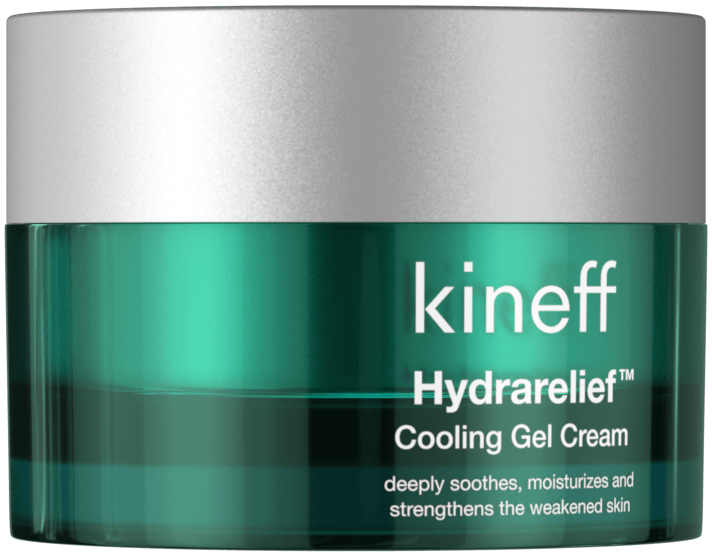 kineff
Hydrarelief™
Cooling Gel Cream
deeply soothes, moisturizes and
strengthens the weakened skin